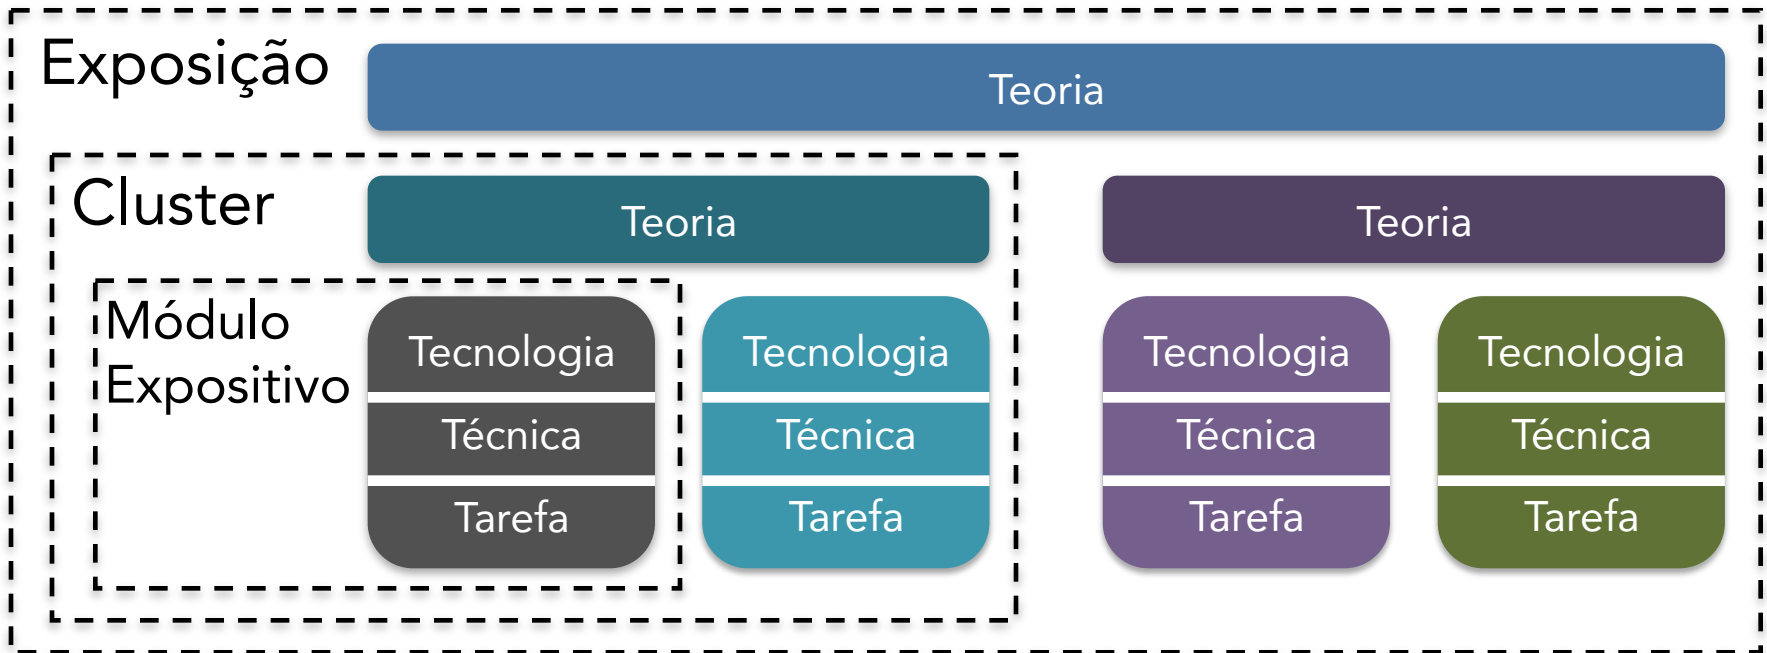 Exposição
Teoria
Cluster
Teoria
Teoria
Módulo
Expositivo
Tecnologia
Técnica
Tarefa
Tecnologia
Técnica
Tarefa
Tecnologia
Técnica
Tarefa
Tecnologia
Técnica
Tarefa